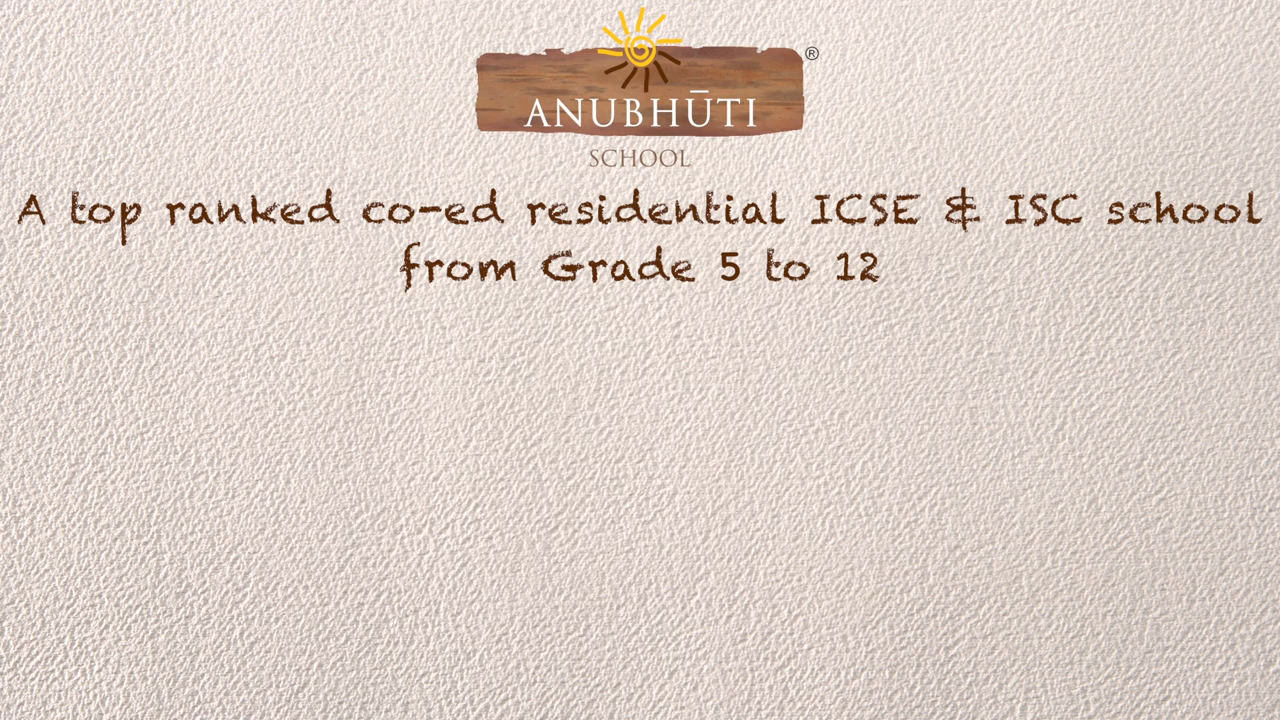 ANUBHŪTI
®
SCHOOL
A top ranked co-ed residential ICSE & ISC school
from Grade 5 to 12